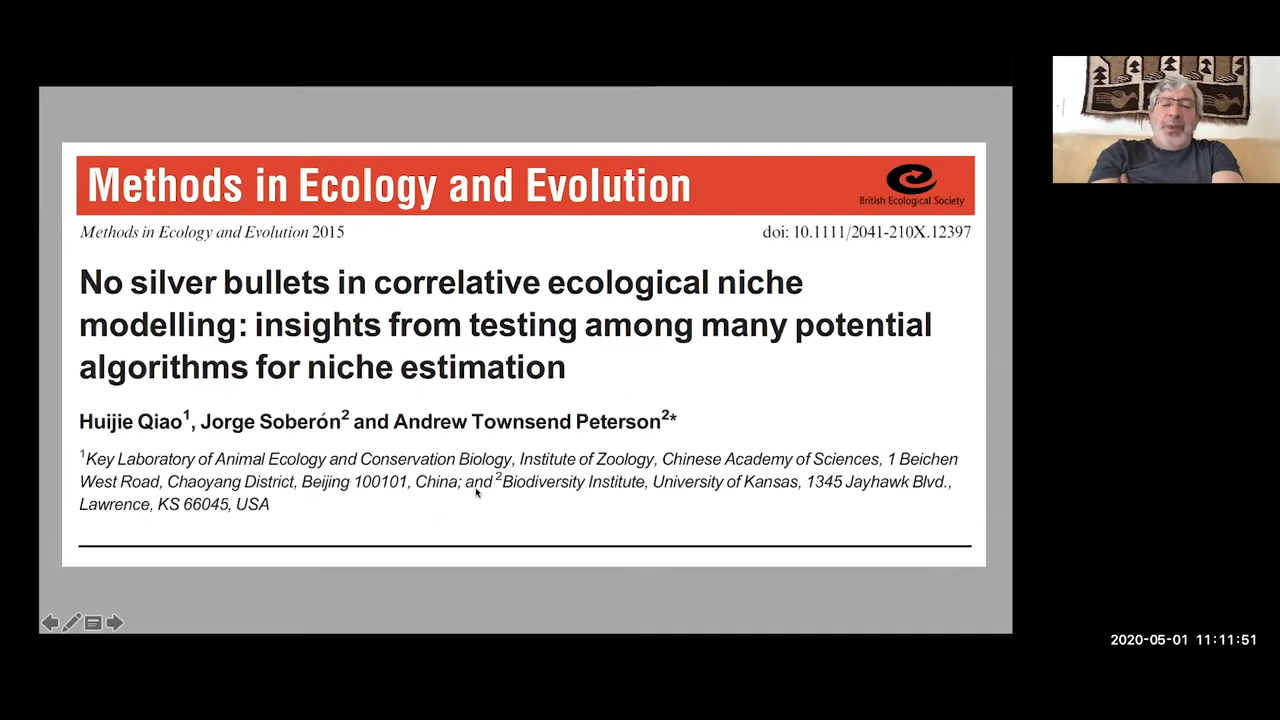 Methods in Ecology and Evolution
British Ecological Society
Methods in Ecology and Evolution 2015
doi: 10.1111/2041-210X.12397
No silver bullets in correlative ecological niche
modelling: insights from testing among many potential
algorithms for niche estimation
Huijie Qiao1, Jorge Soberón2 and Andrew Townsend Peterson2*
1Key Laboratory of Animal Ecology and Conservation Biology, Institute of Zoology, Chinese Academy of Sciences, 1 Beichen
West Road, Chaoyang District, Beijing 100101, China; and 2Biodiversity Institute, University of Kansas, 1345 Jayhawk Blvd.,
Lawrence, KS 66045, USA
2020-05-01 11:11:51